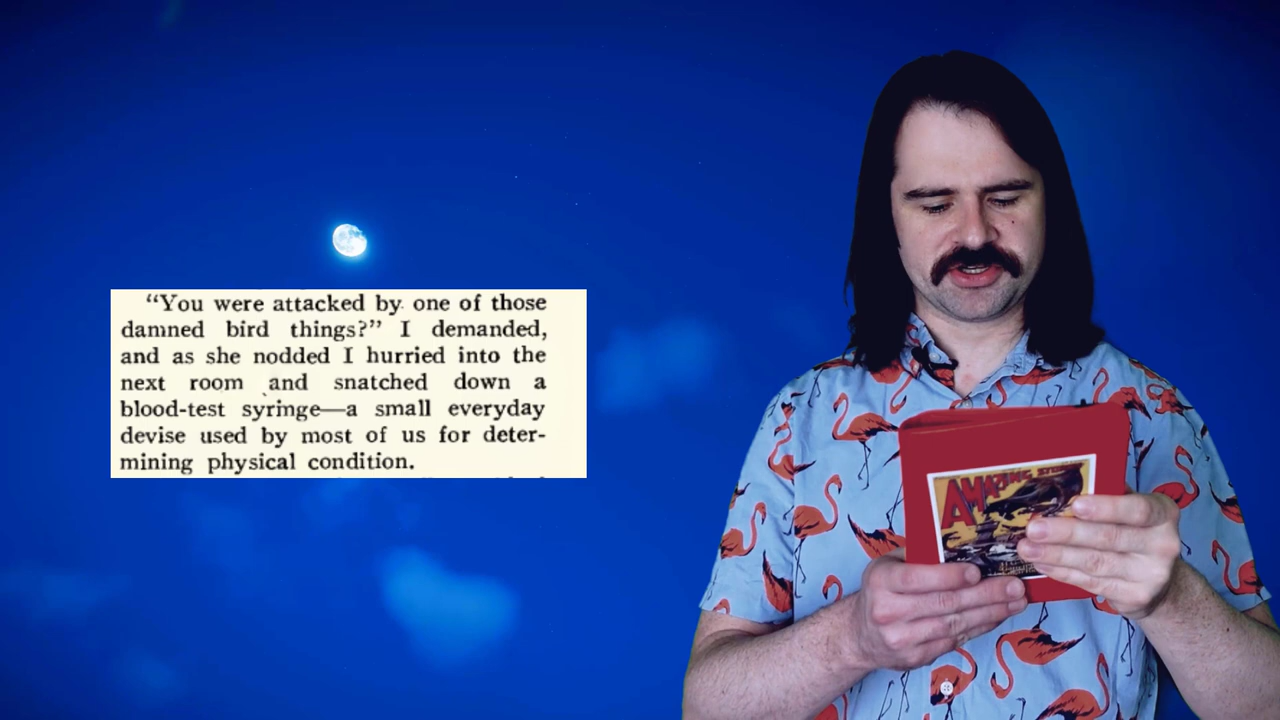 “You were attacked by one of those
damned bird things?” I demanded,
and as she nodded I hurried into the
next room and snatched down a
blood-test syringe—a small everyday
devise used by most of us for deter-
mining physical condition.
AMAZING STORIES